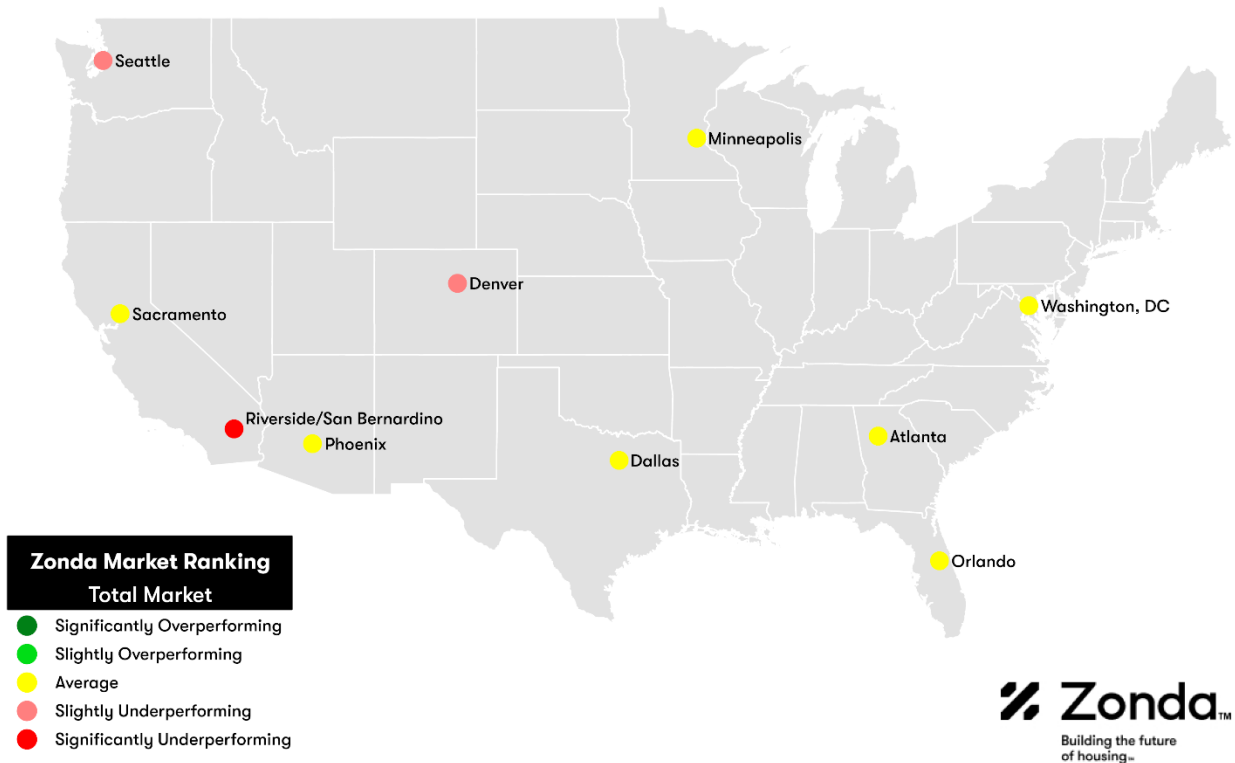 Seattle
Minneapolis
Denver
Sacramento
Washington, DC
Riverside/San Bernardino
Phoenix
Atlanta
Dallas
Orlando
Zonda Market Ranking
Total Market
Significantly Overperforming
Slightly Overperforming
Average
Slightly Underperforming
Significantly Underperforming
Zonda™
Building the future
of housing℠